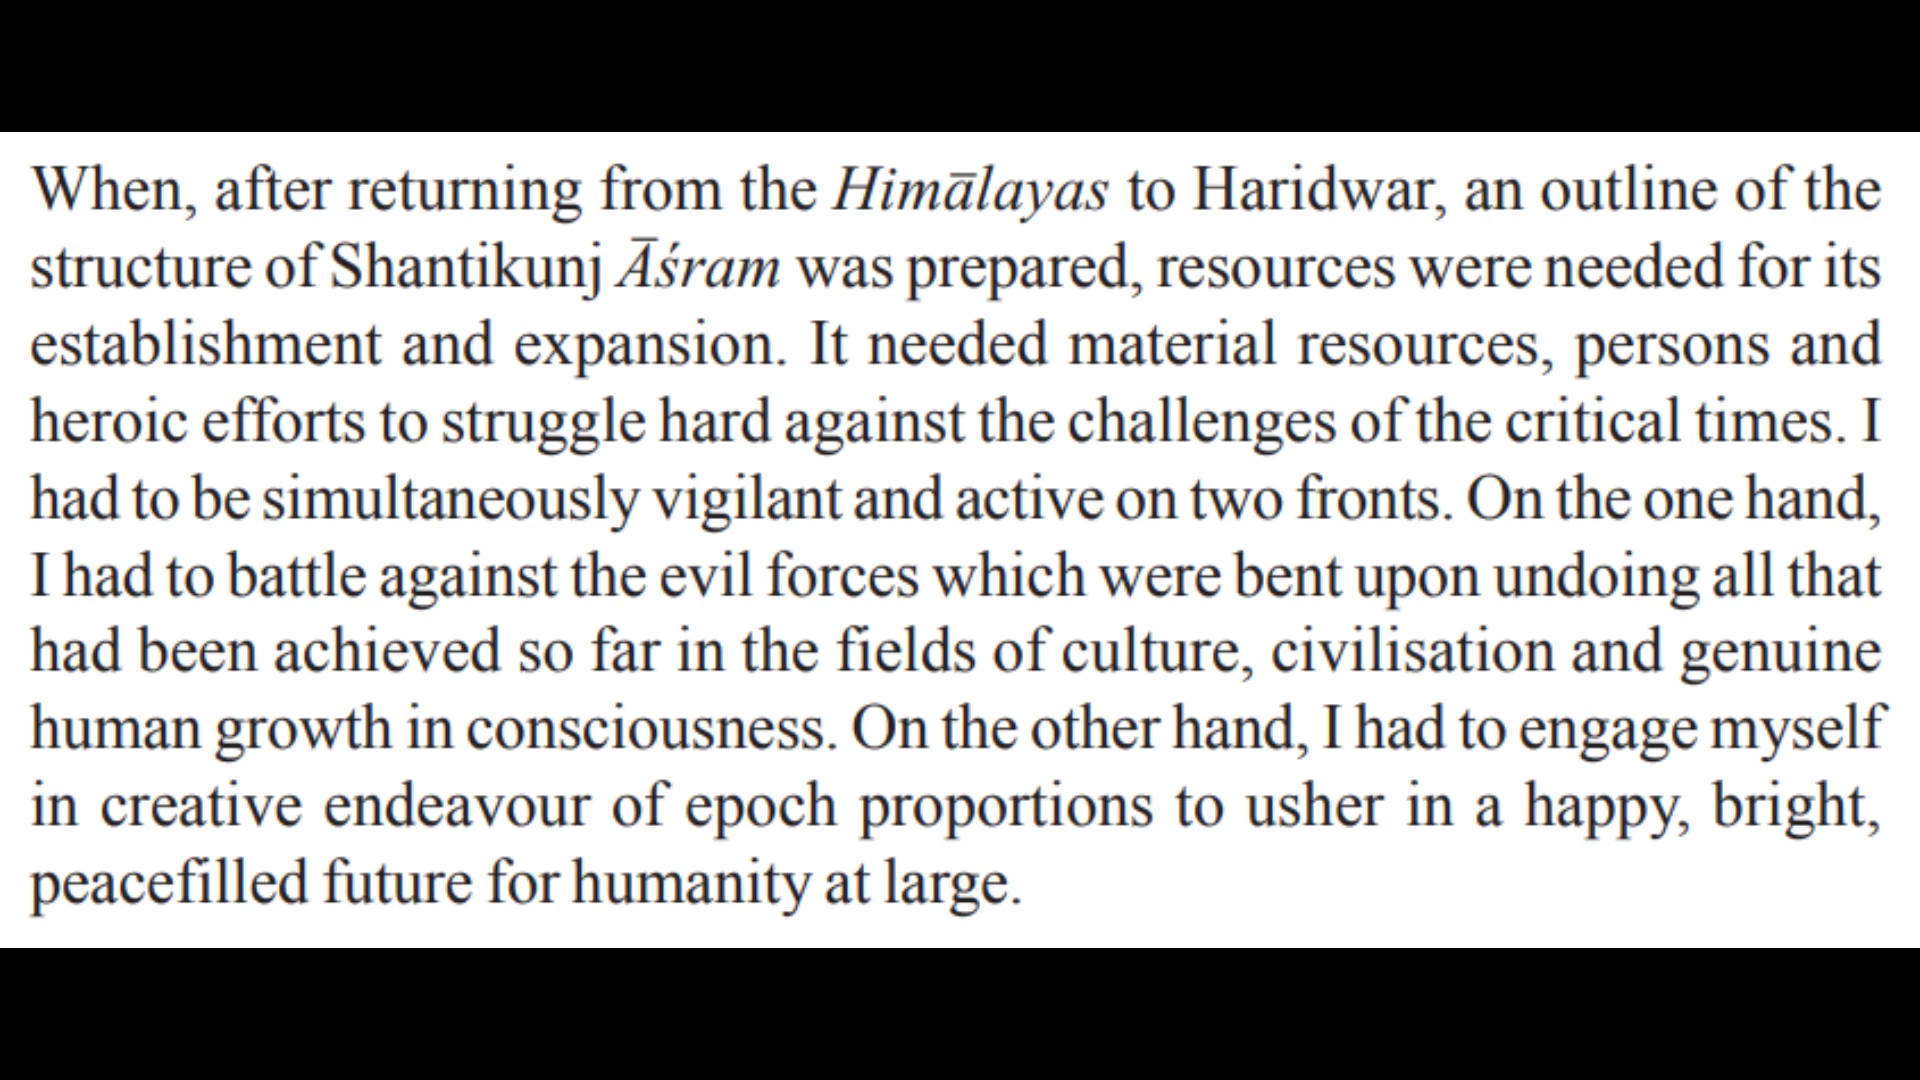 When, after returning from the Himālayas to Haridwar, an outline of the
structure of Shantikunj Āśram was prepared, resources were needed for its
establishment and expansion. It needed material resources, persons and
heroic efforts to struggle hard against the challenges of the critical times. I
had to be simultaneously vigilant and active on two fronts. On the one hand,
I had to battle against the evil forces which were bent upon undoing all that
had been achieved so far in the fields of culture, civilisation and genuine
human growth in consciousness. On the other hand, I had to engage myself
in creative endeavour of epoch proportions to usher in a happy, bright,
peacefilled future for humanity at large.